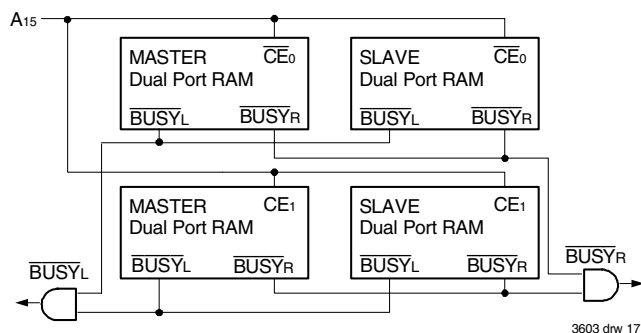 A15
MASTER CE0
Dual Port RAM
BUSYL BUSYR
SLAVE CE0
Dual Port RAM
BUSYL BUSYR
MASTER CE1
Dual Port RAM
BUSYL BUSYR
SLAVE CE1
Dual Port RAM
BUSYL BUSYR
BUSYL
BUSYR
3603 drw 17